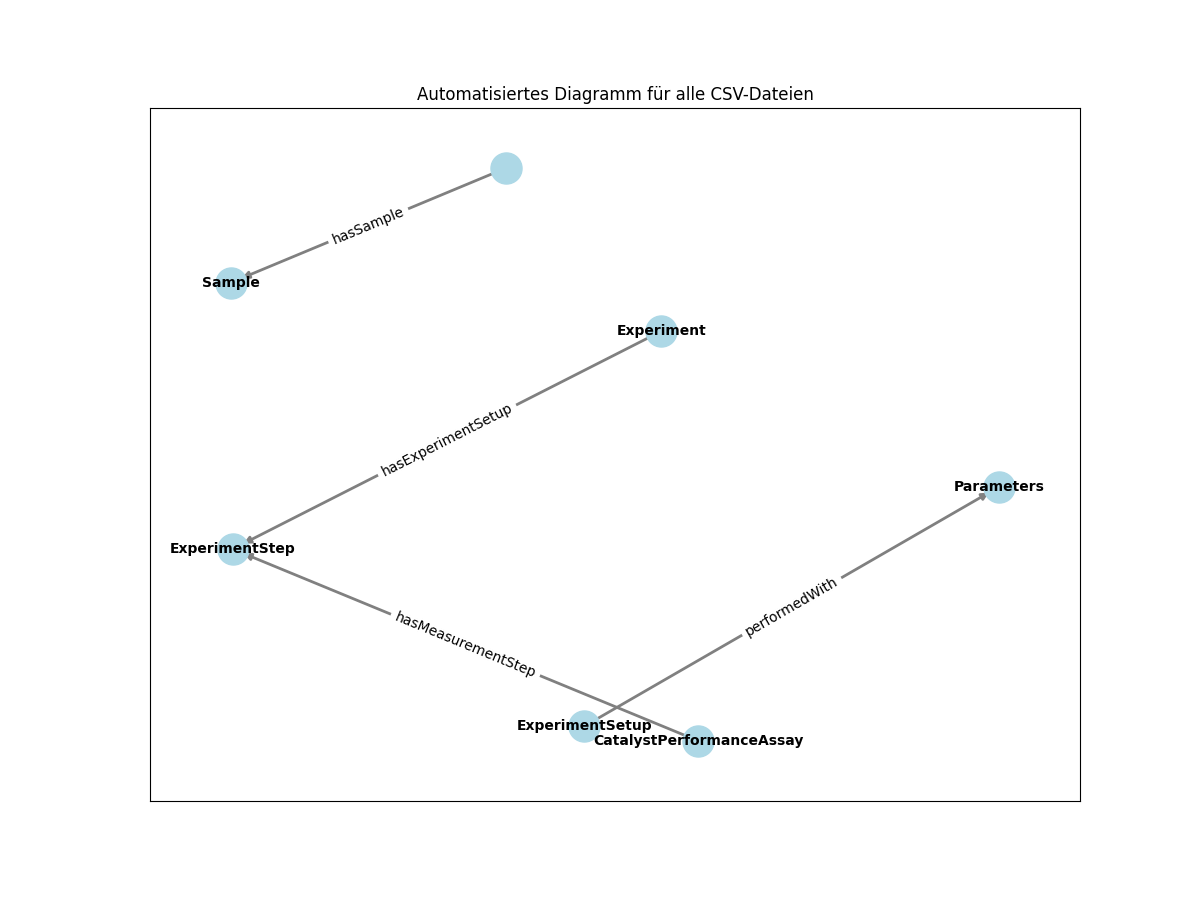 Automatisiertes Diagramm für alle CSV-Dateien
hasSample
Sample
Experiment
hasExperimentSetup
Parameters
ExperimentStep
performedWith
hasMeasurementStep
ExperimentSetup
CatalystPerformanceAssay